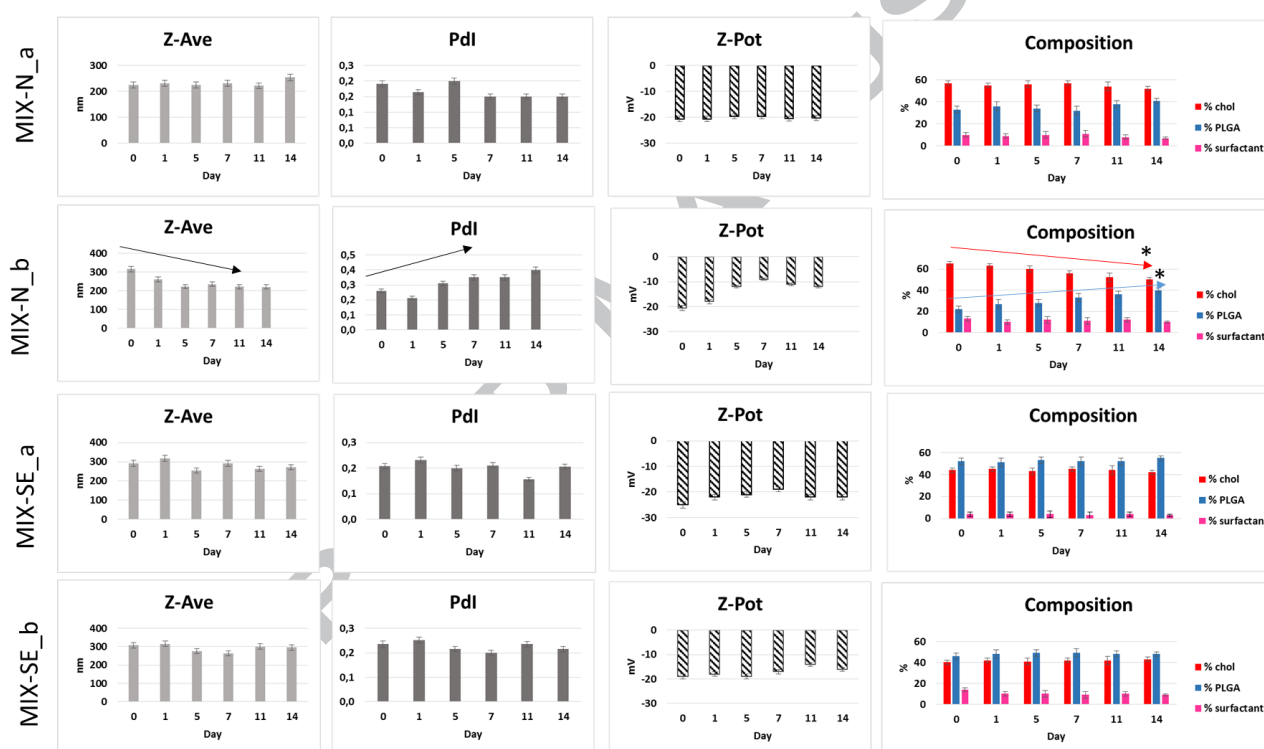 MIX-N_a
Z-Ave
300
200
100
0
nm
0 1 5 7 11 14
Day
PdI
0,3
0,2
0,2
0,1
0,1
0,0
0 1 5 7 11 14
Day
Z-Pot
0
-10
-20
-30
mV
0 1 5 7 11 14
Day
Composition
60
40
20
0
%
0 1 5 7 11 14
Day
% chol
% PLGA
% surfactant
MIX-N_b
Z-Ave
400
300
200
100
0
nm
0 1 5 7 11 14
Day
PdI
0,5
0,4
0,3
0,2
0,1
0,0
0 1 5 7 11 14
Day
Z-Pot
0
-10
-20
-30
mV
0 1 5 7 11 14
Day
Composition
*
*
60
40
20
0
%
0 1 5 7 11 14
Day
% chol
% PLGA
% surfactant
MIX-SE_a
Z-Ave
400
300
200
100
0
nm
0 1 5 7 11 14
Day
PdI
0,3
0,2
0,1
0,0
0 1 5 7 11 14
Day
Z-Pot
0
-10
-20
-30
mV
0 1 5 7 11 14
Day
Composition
60
40
20
0
%
0 1 5 7 11 14
Day
% chol
% PLGA
% surfactant
MIX-SE_b
Z-Ave
400
300
200
100
0
nm
0 1 5 7 11 14
Day
PdI
0,3
0,2
0,1
0,0
0 1 5 7 11 14
Day
Z-Pot
0
-10
-20
-30
mV
0 1 5 7 11 14
Day
Composition
60
40
20
0
%
0 1 5 7 11 14
Day
% chol
% PLGA
% surfactant